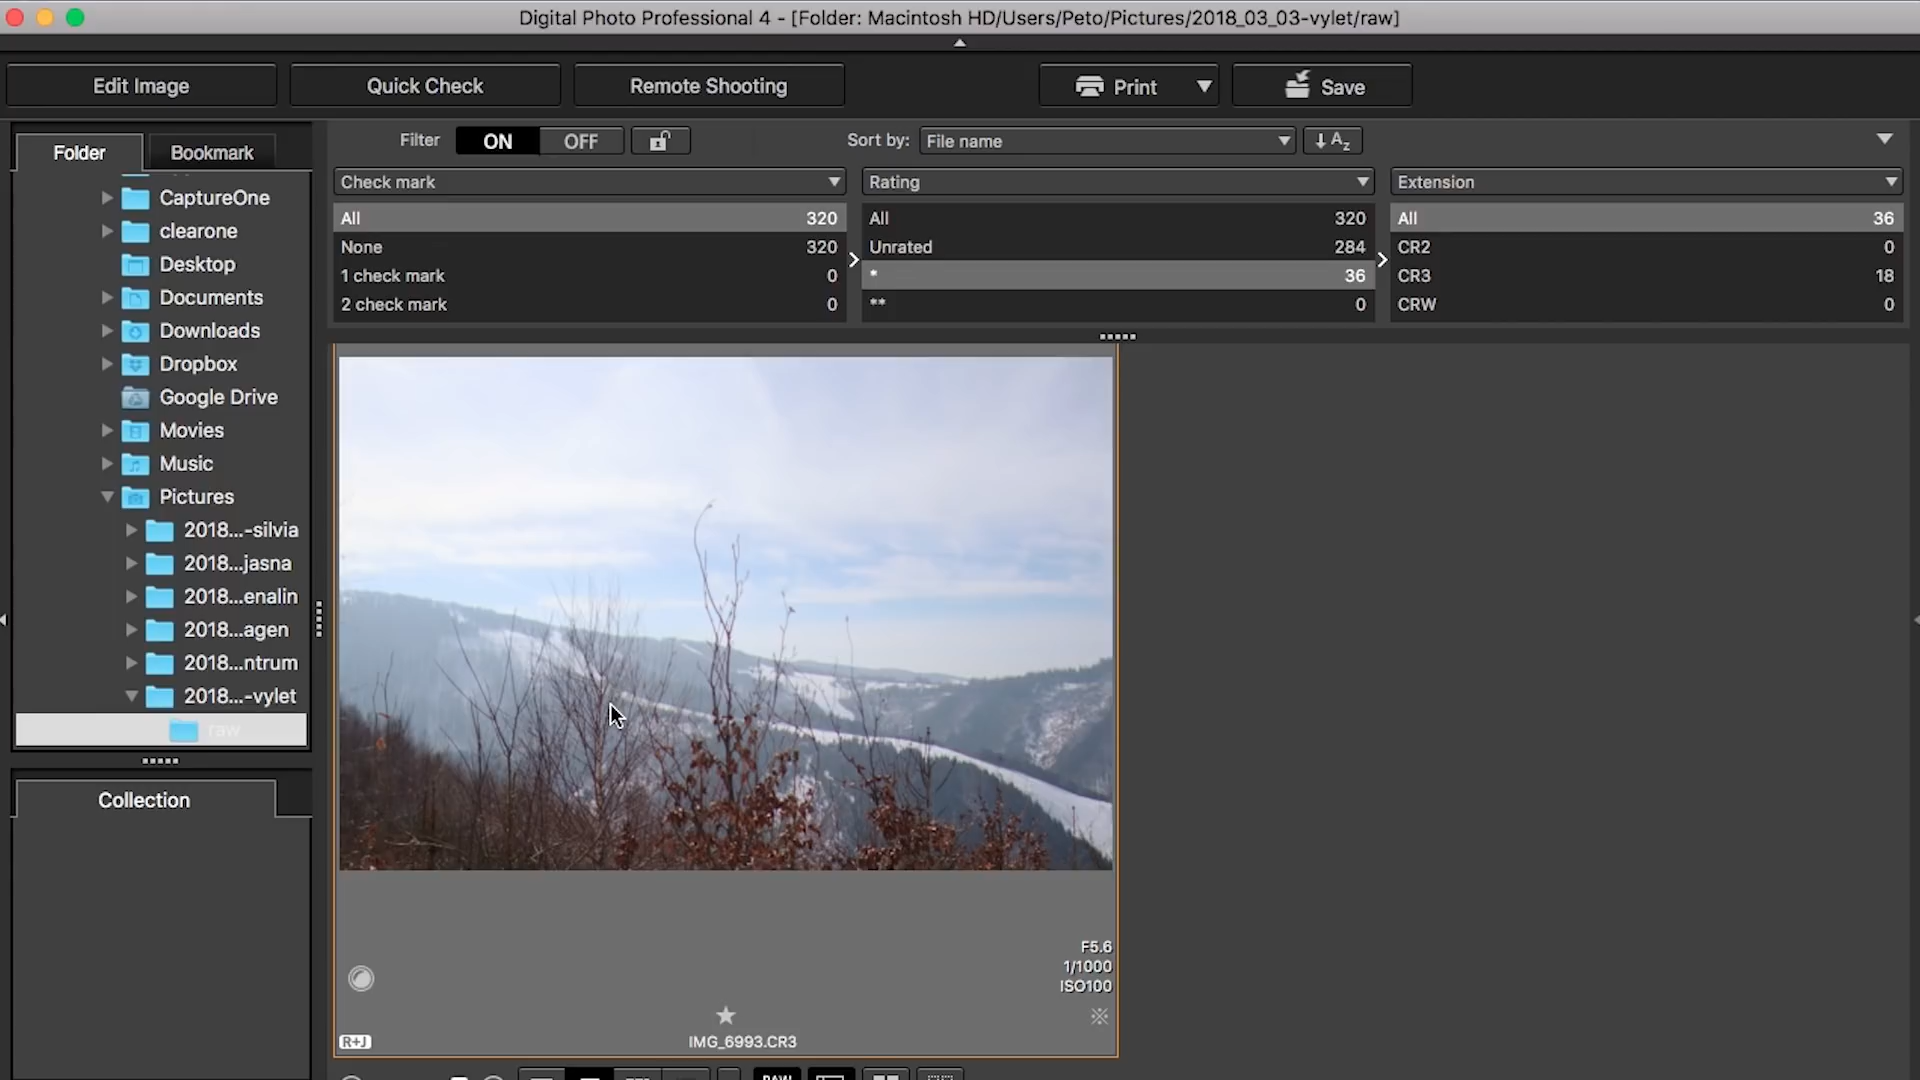 Digital Photo Professional 4 - [Folder: Macintosh HD/Users/Peto/Pictures/2018_03_03-vylet/raw]
Edit Image
Quick Check
Remote Shooting
Print
Save
Folder
Bookmark
Filter
ON
OFF
Sort by:
File name
CaptureOne
clearone
Desktop
Documents
Downloads
Dropbox
Google Drive
Movies
Music
Pictures
2018...-silvia
2018...jasna
2018...enalin
2018...agen
2018...ntrum
2018...-vylet
raw
Collection
Check mark
All 320
None 320
1 check mark 0
2 check mark 0
Rating
All 320
Unrated 284
* 36
** 0
Extension
All 36
CR2 0
CR3 18
CRW 0
F5.6
1/1000
ISO100
R+J
IMG_6993.CR3
RAW